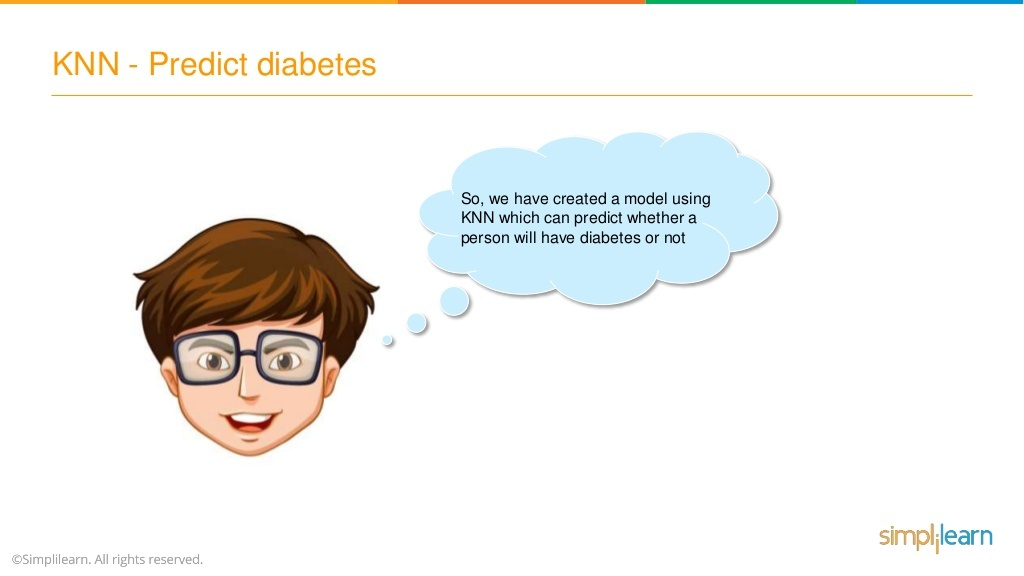 KNN - Predict diabetes
So, we have created a model using
KNN which can predict whether a
person will have diabetes or not
simplilearn
©Simplilearn. All rights reserved.